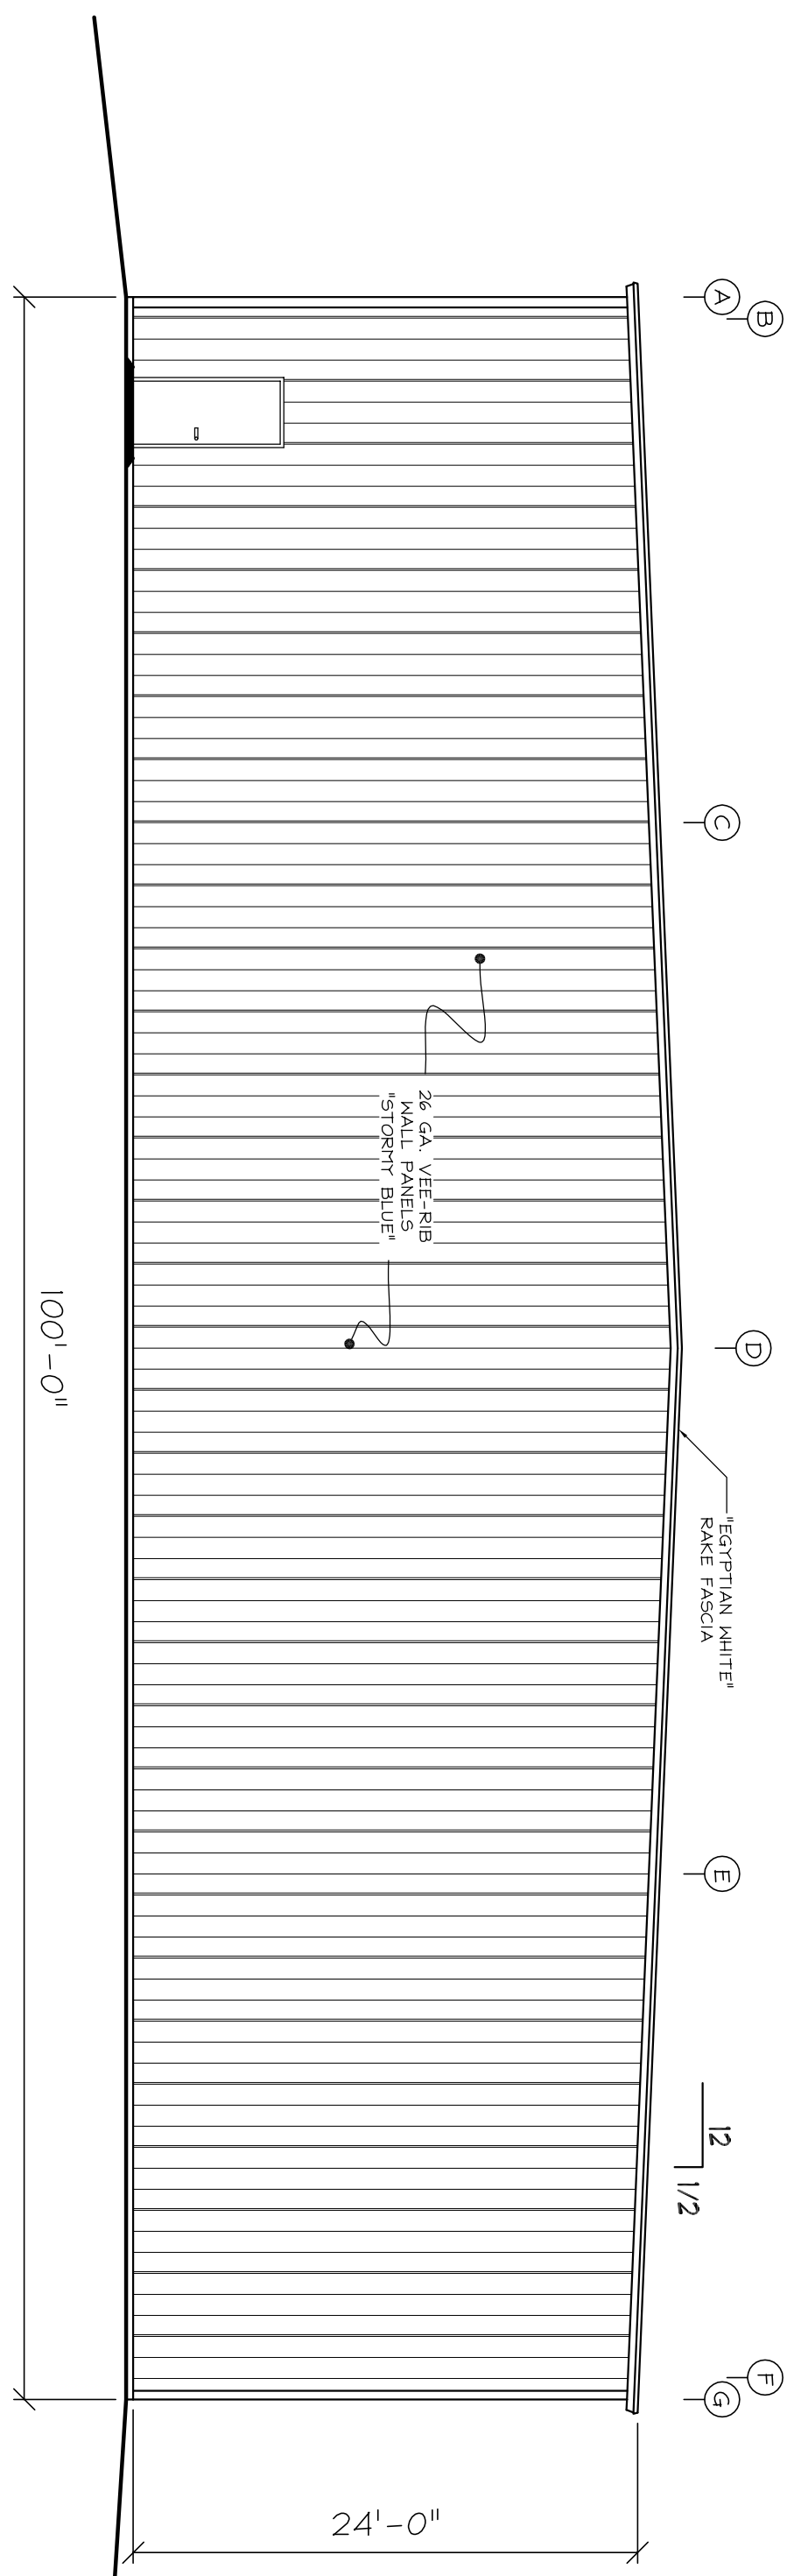 A
B
C
D
E
F
G
"EGYPTIAN WHITE"
RAKE FASCIA
12
1/2
26 GA. VEE-RIB
WALL PANELS
"STORMY BLUE"
24'-0"
100'-0"